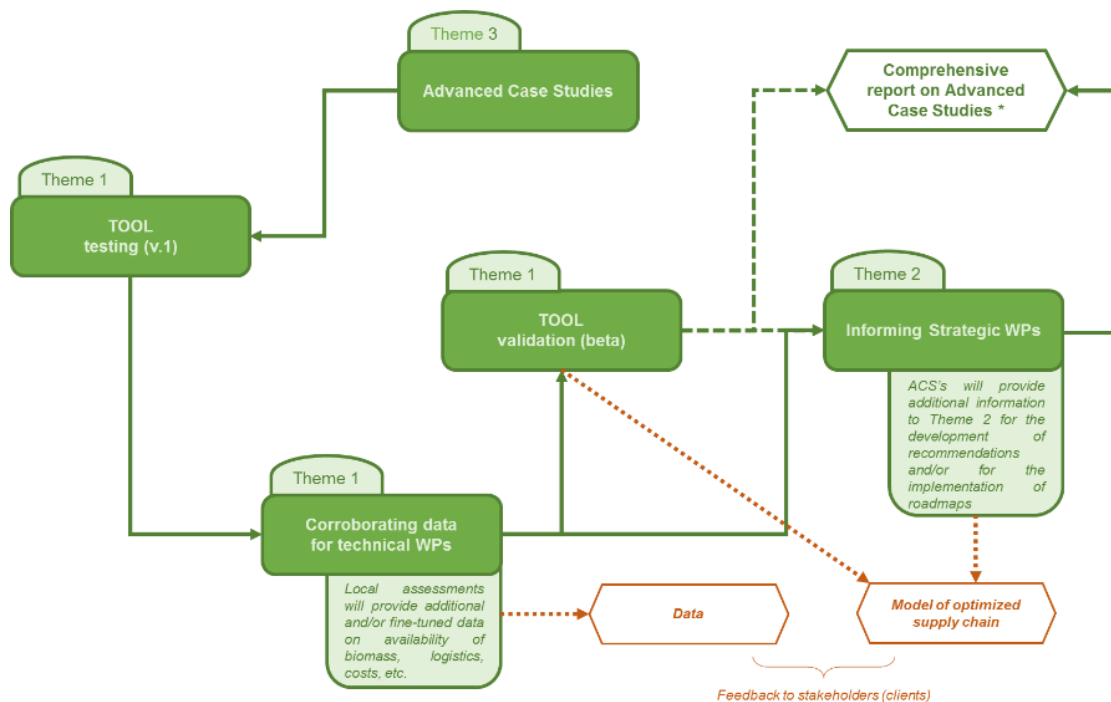 Theme 3
Advanced Case Studies
Comprehensive
report on Advanced
Case Studies *
Theme 1
TOOL
testing (v.1)
Theme 1
TOOL
validation (beta)
Theme 2
Informing Strategic WPs
ACS's will provide
additional information
to Theme 2 for the
development of
recommendations
and/or for the
implementation of
roadmaps
Theme 1
Corroborating data
for technical WPs
Local assessments
will provide additional
and/or fine-tuned data
on availability of
biomass, logistics,
costs, etc.
Data
Model of optimized
supply chain
Feedback to stakeholders (clients)